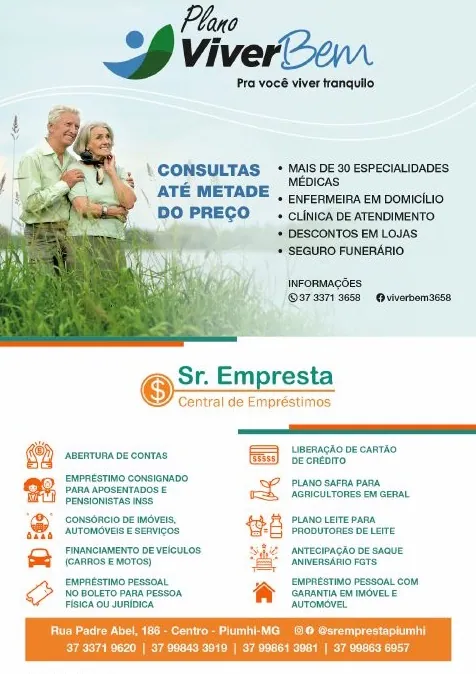 Plano
ViverBem
Pra você viver tranquilo
CONSULTAS
ATÉ METADE
DO PREÇO
• MAIS DE 30 ESPECIALIDADES
MÉDICAS
• ENFERMEIRA EM DOMICÍLIO
• CLÍNICA DE ATENDIMENTO
• DESCONTOS EM LOJAS
• SEGURO FUNERÁRIO
INFORMAÇÕES
37 3371 3658 viverbem3658
$
Sr. Empresta
Central de Empréstimos
ABERTURA DE CONTAS
EMPRÉSTIMO CONSIGNADO
PARA APOSENTADOS E
PENSIONISTAS INSS
CONSÓRCIO DE IMÓVEIS,
AUTOMÓVEIS E SERVIÇOS
FINANCIAMENTO DE VEÍCULOS
(CARROS E MOTOS)
EMPRÉSTIMO PESSOAL
NO BOLETO PARA PESSOA
FÍSICA OU JURÍDICA
$$$$$
LIBERAÇÃO DE CARTÃO
DE CRÉDITO
PLANO SAFRA PARA
AGRICULTORES EM GERAL
PLANO LEITE PARA
PRODUTORES DE LEITE
ANTECIPAÇÃO DE SAQUE
ANIVERSÁRIO FGTS
EMPRÉSTIMO PESSOAL COM
GARANTIA EM IMÓVEL E
AUTOMÓVEL
Rua Padre Abel, 186 - Centro - Piumhi-MG @sremprestapiumhi
37 3371 9620 | 37 99843 3919 | 37 99861 3981 | 37 99863 6957